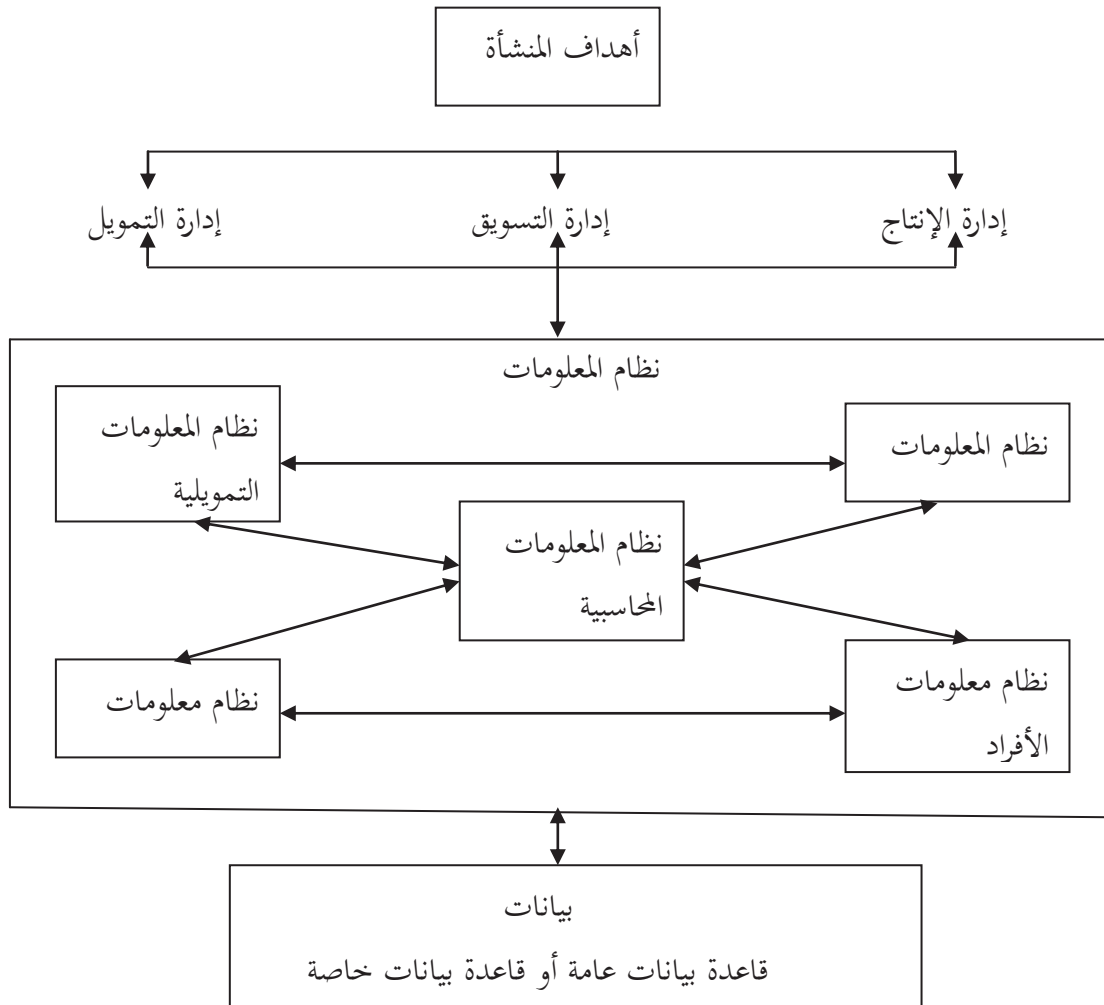 أهداف المنشأة
إدارة الإنتاج
إدارة التسويق
إدارة التمويل
نظام المعلومات
نظام المعلومات
نظام المعلومات
التمويلية
نظام المعلومات
المحاسبية
نظام معلومات
الأفراد
نظام معلومات
بيانات
قاعدة بيانات عامة أو قاعدة بيانات خاصة